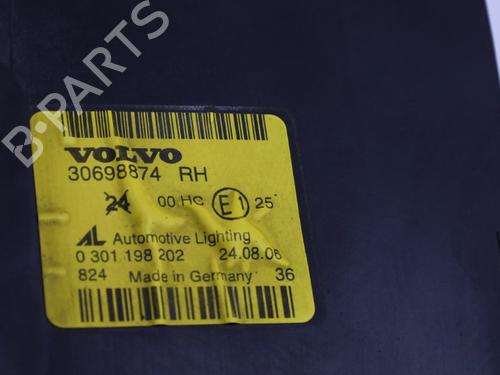 B-PARTS
VOLVO
30698874 RH
24 00 HC E1 25
AL Automotive Lighting
0 301 198 202 24.08.06
824 Made in Germany 36